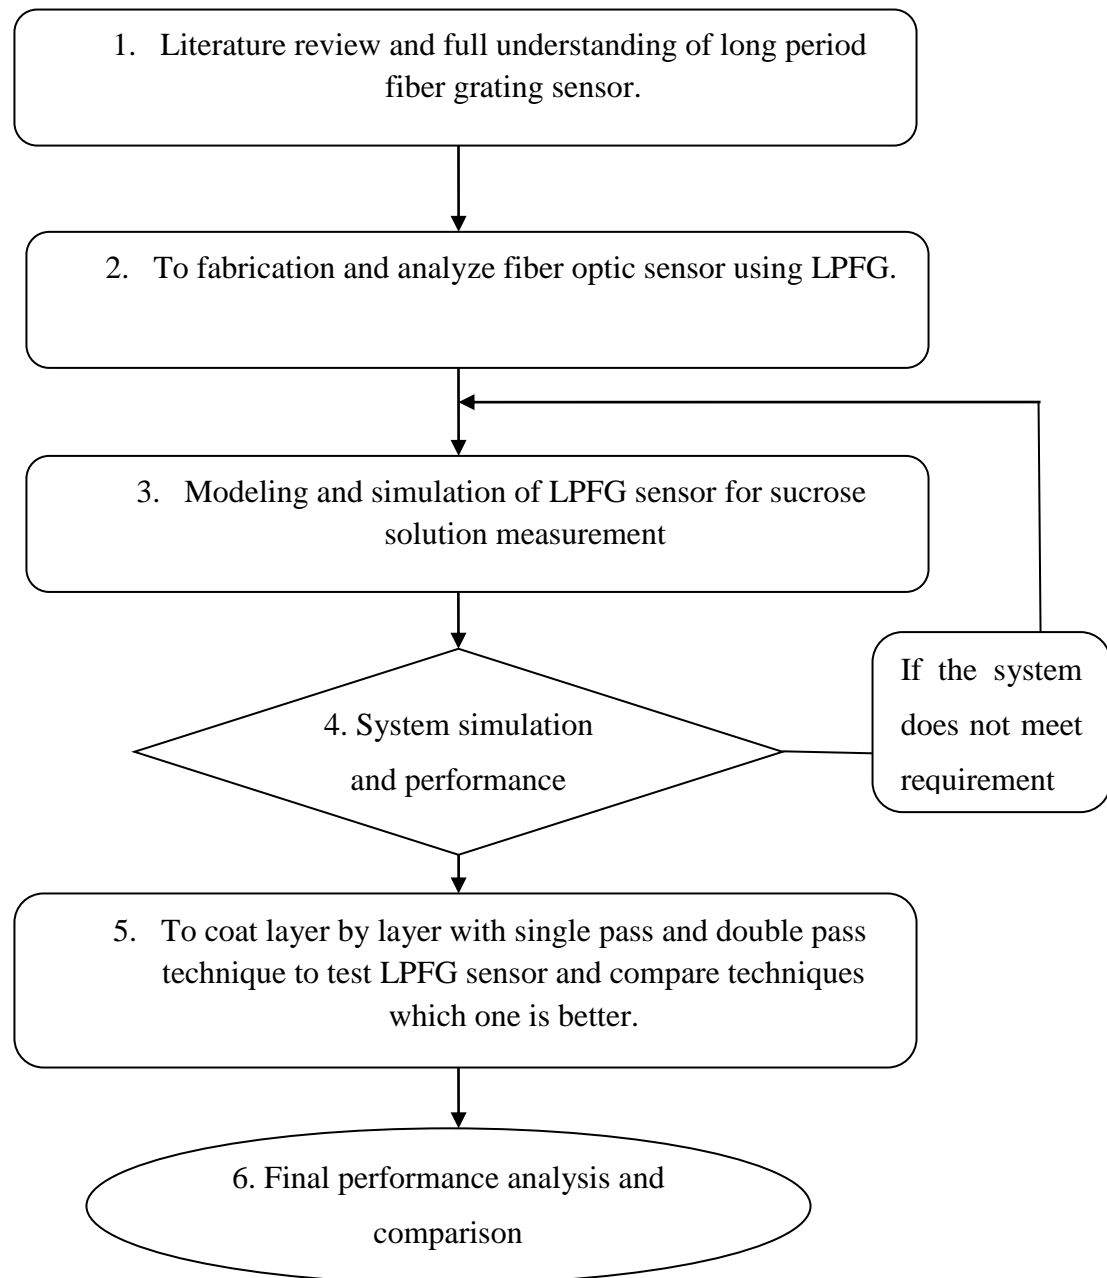 1. Literature review and full understanding of long period
fiber grating sensor.
2. To fabrication and analyze fiber optic sensor using LPFG.
3. Modeling and simulation of LPFG sensor for sucrose
solution measurement
4. System simulation
and performance
If the system
does not meet
requirement
5. To coat layer by layer with single pass and double pass
technique to test LPFG sensor and compare techniques
which one is better.
6. Final performance analysis and
comparison